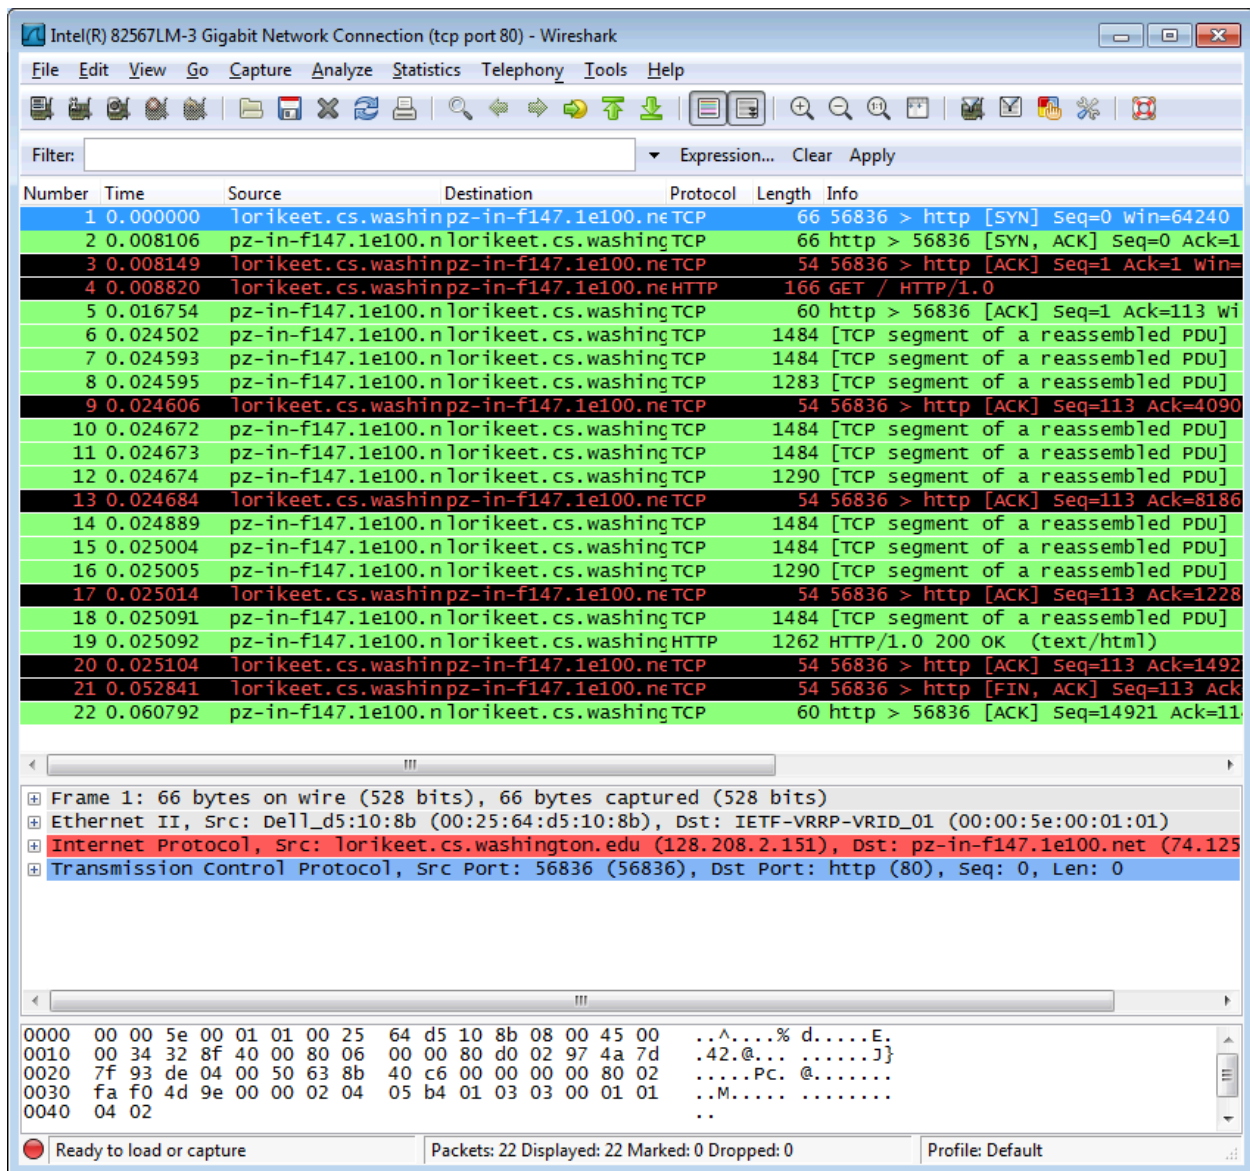 Intel(R) 82567LM-3 Gigabit Network Connection (tcp port 80) - Wireshark
File Edit View Go Capture Analyze Statistics Telephony Tools Help
Filter: Expression... Clear Apply
Number Time Source Destination Protocol Length Info
1 0.000000 lorikeet.cs.washin pz-in-f147.1e100.ne TCP 66 56836 > http [SYN] Seq=0 Win=64240
2 0.008106 pz-in-f147.1e100.n lorikeet.cs.washing TCP 66 http > 56836 [SYN, ACK] Seq=0 Ack=1
3 0.008149 lorikeet.cs.washin pz-in-f147.1e100.ne TCP 54 56836 > http [ACK] Seq=1 Ack=1 Win=
4 0.008820 lorikeet.cs.washin pz-in-f147.1e100.ne HTTP 166 GET / HTTP/1.0
5 0.016754 pz-in-f147.1e100.n lorikeet.cs.washing TCP 60 http > 56836 [ACK] Seq=1 Ack=113 Wi
6 0.024502 pz-in-f147.1e100.n lorikeet.cs.washing TCP 1484 [TCP segment of a reassembled PDU]
7 0.024593 pz-in-f147.1e100.n lorikeet.cs.washing TCP 1484 [TCP segment of a reassembled PDU]
8 0.024595 pz-in-f147.1e100.n lorikeet.cs.washing TCP 1283 [TCP segment of a reassembled PDU]
9 0.024606 lorikeet.cs.washin pz-in-f147.1e100.ne TCP 54 56836 > http [ACK] Seq=113 Ack=4090
10 0.024672 pz-in-f147.1e100.n lorikeet.cs.washing TCP 1484 [TCP segment of a reassembled PDU]
11 0.024673 pz-in-f147.1e100.n lorikeet.cs.washing TCP 1484 [TCP segment of a reassembled PDU]
12 0.024674 pz-in-f147.1e100.n lorikeet.cs.washing TCP 1290 [TCP segment of a reassembled PDU]
13 0.024684 lorikeet.cs.washin pz-in-f147.1e100.ne TCP 54 56836 > http [ACK] Seq=113 Ack=8186
14 0.024889 pz-in-f147.1e100.n lorikeet.cs.washing TCP 1484 [TCP segment of a reassembled PDU]
15 0.025004 pz-in-f147.1e100.n lorikeet.cs.washing TCP 1484 [TCP segment of a reassembled PDU]
16 0.025005 pz-in-f147.1e100.n lorikeet.cs.washing TCP 1290 [TCP segment of a reassembled PDU]
17 0.025014 lorikeet.cs.washin pz-in-f147.1e100.ne TCP 54 56836 > http [ACK] Seq=113 Ack=1228
18 0.025091 pz-in-f147.1e100.n lorikeet.cs.washing TCP 1484 [TCP segment of a reassembled PDU]
19 0.025092 pz-in-f147.1e100.n lorikeet.cs.washing HTTP 1262 HTTP/1.0 200 OK (text/html)
20 0.025104 lorikeet.cs.washin pz-in-f147.1e100.ne TCP 54 56836 > http [ACK] Seq=113 Ack=1492
21 0.052841 lorikeet.cs.washin pz-in-f147.1e100.ne TCP 54 56836 > http [FIN, ACK] Seq=113 Ack
22 0.060792 pz-in-f147.1e100.n lorikeet.cs.washing TCP 60 http > 56836 [ACK] Seq=14921 Ack=11
Frame 1: 66 bytes on wire (528 bits), 66 bytes captured (528 bits)
Ethernet II, Src: Dell_d5:10:8b (00:25:64:d5:10:8b), Dst: IETF-VRRP-VRID_01 (00:00:5e:00:01:01)
Internet Protocol, Src: lorikeet.cs.washington.edu (128.208.2.151), Dst: pz-in-f147.1e100.net (74.125
Transmission Control Protocol, Src Port: 56836 (56836), Dst Port: http (80), Seq: 0, Len: 0
0000 00 00 5e 00 01 01 00 25 64 d5 10 8b 08 00 45 00 ..^....% d.....E.
0010 00 34 32 8f 40 00 80 06 00 00 80 d0 02 97 4a 7d .42.@... ......J}
0020 7f 93 de 04 00 50 63 8b 40 c6 00 00 00 00 80 02 .....Pc. @.......
0030 fa f0 4d 9e 00 00 02 04 05 b4 01 03 03 00 01 01 ..M..... ........
0040 04 02 ..
Ready to load or capture Packets: 22 Displayed: 22 Marked: 0 Dropped: 0 Profile: Default